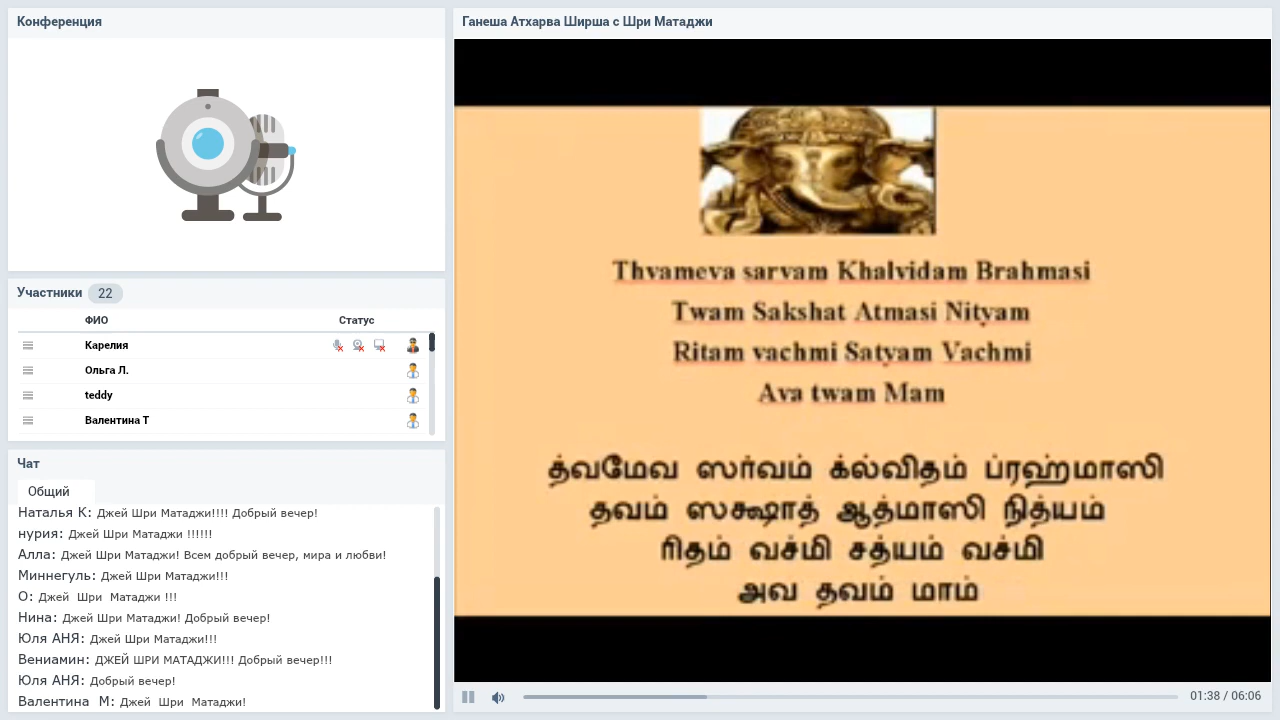 Конференция
Участники 22
ФИО Статус
Карелия
Ольга Л.
teddy
Валентина Т
Чат
Общий
Наталья К: Джей Шри Матаджи!!!! Добрый вечер!
нурия: Джей Шри Матаджи !!!!!!
Алла: Джей Шри Матаджи! Всем добрый вечер, мира и любви!
Миннегуль: Джей Шри Матаджи!!!
О: Джей Шри Матаджи !!!
Нина: Джей Шри Матаджи! Добрый вечер!
Юля АНЯ: Джей Шри Матаджи!!!
Вениамин: ДЖЕЙ ШРИ МАТАДЖИ!!! Добрый вечер!!!
Юля АНЯ: Добрый вечер!
Валентина М: Джей Шри Матаджи!
Ганеша Атхарва Ширша с Шри Матаджи
Thvameva sarvam Khalvidam Brahmasi
Twam Sakshat Atmasi Nityam
Ritam vachmi Satyam Vachmi
Ava twam Mam
த்வமேவ ஸர்வம் க்ல்விதம் ப்ரஹ்மாஸி
தவம் ஸக்ஷாத் ஆத்மாஸி நித்யம்
ரிதம் வச்மி சத்யம் வச்மி
அவ தவம் மாம்
01:38 / 06:06